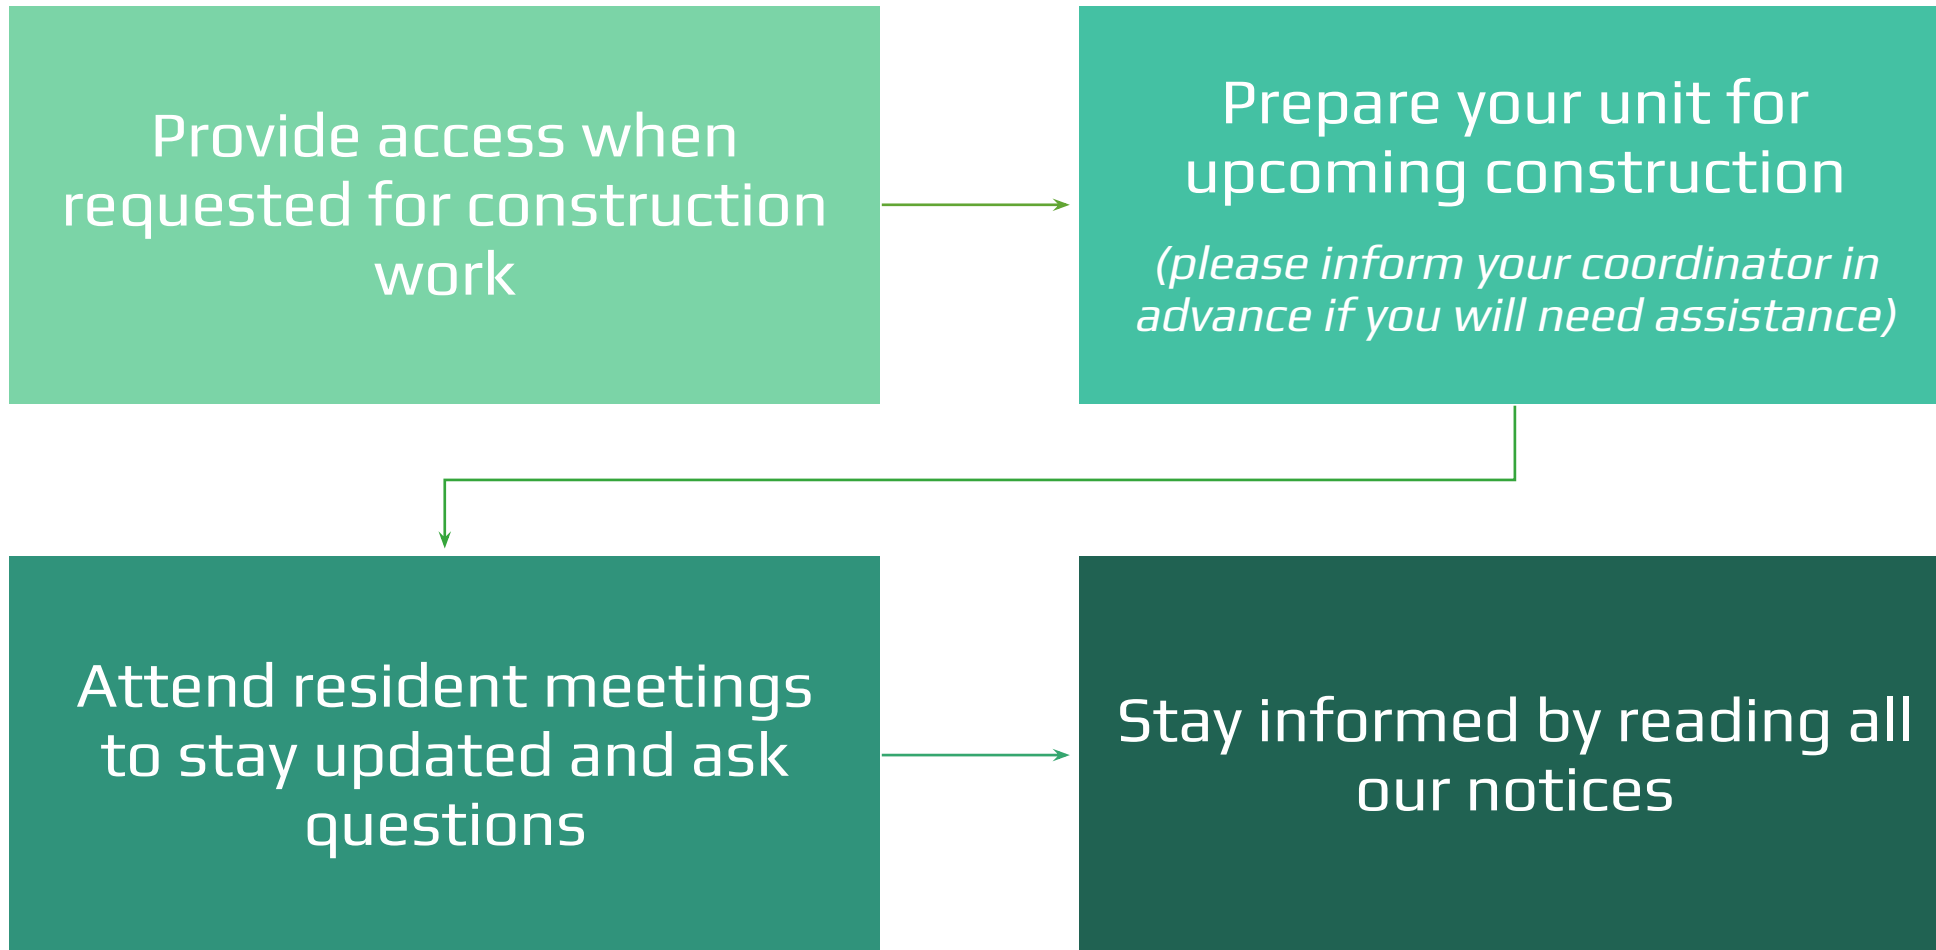 Provide access when
requested for construction
work
Prepare your unit for
upcoming construction
(please inform your coordinator in
advance if you will need assistance)
Attend resident meetings
to stay updated and ask
questions
Stay informed by reading all
our notices